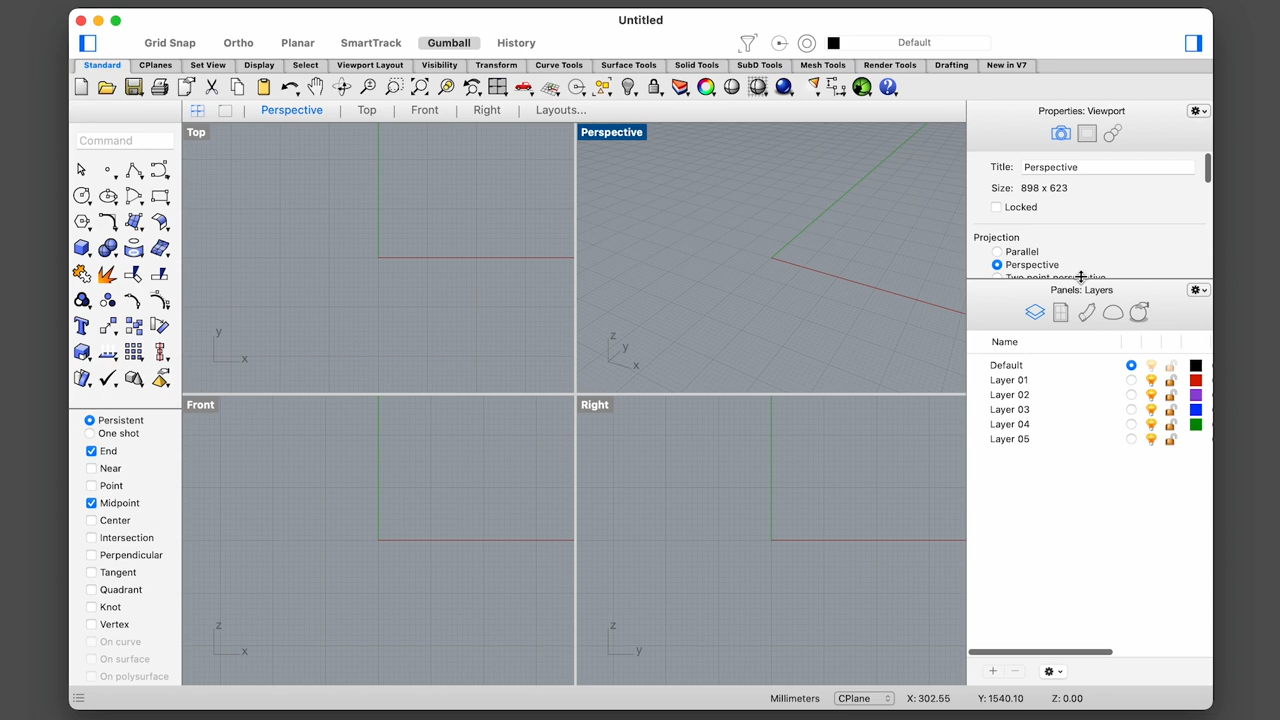 Untitled
Grid Snap Ortho Planar SmartTrack Gumball History Default
Standard CPlanes Set View Display Select Viewport Layout Visibility Transform Curve Tools Surface Tools Solid Tools SubD Tools Mesh Tools Render Tools Drafting New in V7
Perspective Top Front Right Layouts...
Command
Top
y
x
Perspective
z
y
x
Front
z
x
Right
z
y
Persistent
One shot
End
Near
Point
Midpoint
Center
Intersection
Perpendicular
Tangent
Quadrant
Knot
Vertex
On curve
On surface
On polysurface
Properties: Viewport
Title: Perspective
Size: 898 x 623
Locked
Projection
Parallel
Perspective
Two point perspective
Panels: Layers
Name
Default
Layer 01
Layer 02
Layer 03
Layer 04
Layer 05
Millimeters CPlane X: 302.55 Y: 1540.10 Z: 0.00